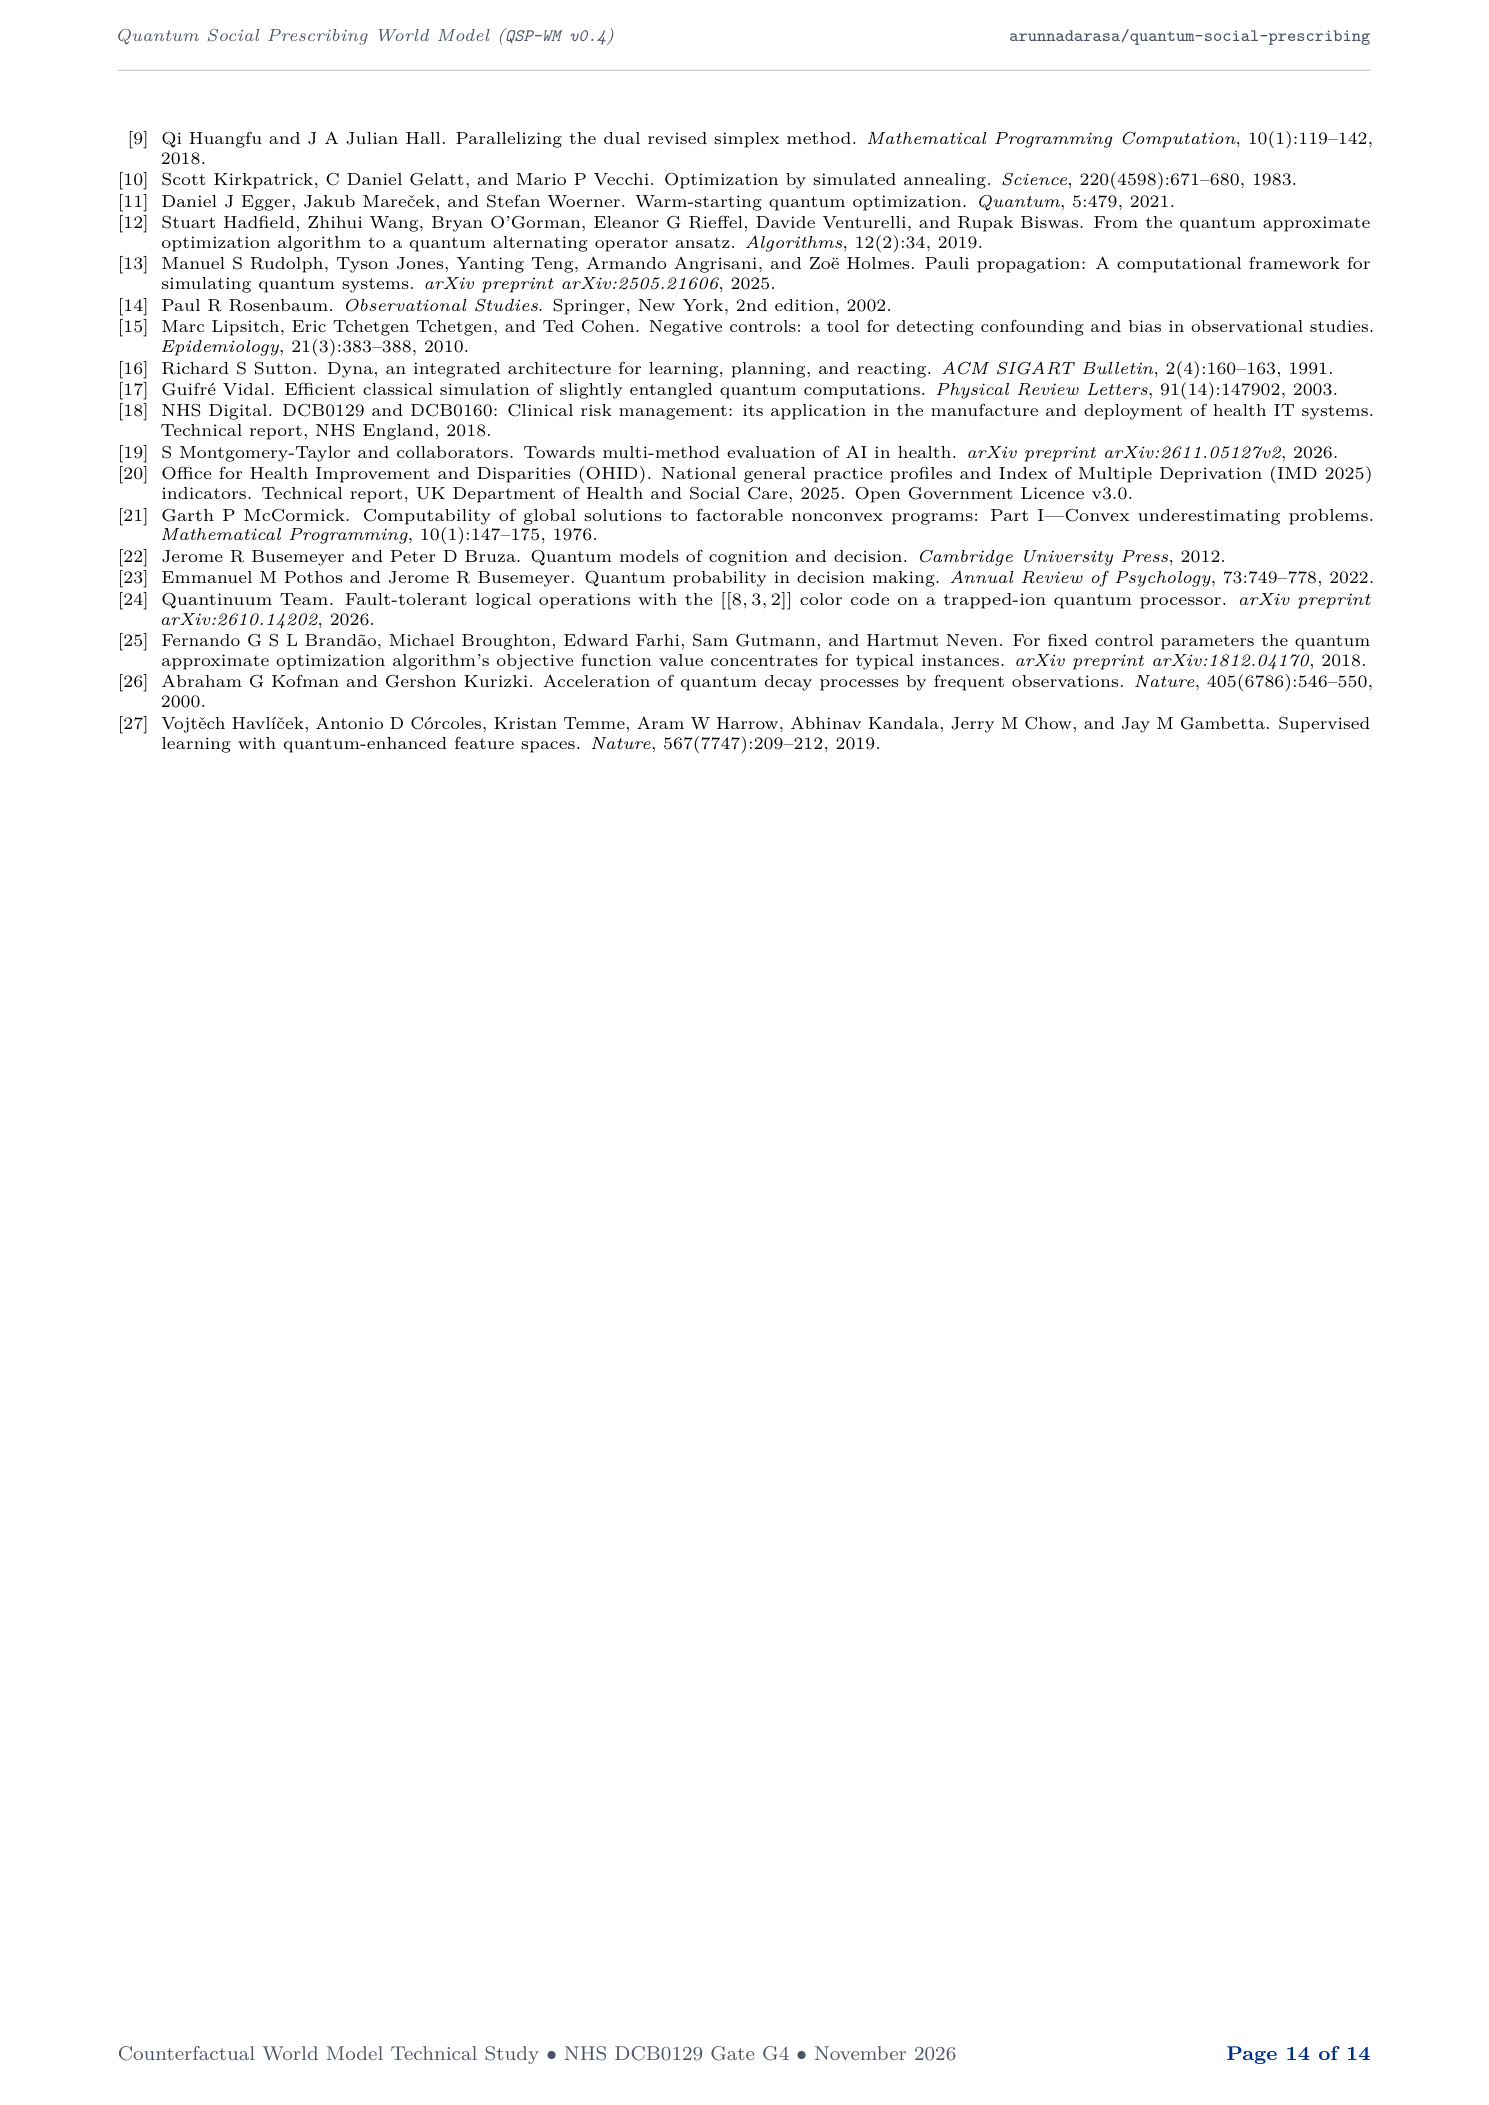 Quantum Social Prescribing World Model (QSP-WM v0.4)
arunnadarasa/quantum-social-prescribing
[9] Qi Huangfu and J A Julian Hall. Parallelizing the dual revised simplex method. Mathematical Programming Computation, 10(1):119–142,
2018.
[10] Scott Kirkpatrick, C Daniel Gelatt, and Mario P Vecchi. Optimization by simulated annealing. Science, 220(4598):671–680, 1983.
[11] Daniel J Egger, Jakub Mareček, and Stefan Woerner. Warm-starting quantum optimization. Quantum, 5:479, 2021.
[12] Stuart Hadfield, Zhihui Wang, Bryan O'Gorman, Eleanor G Rieffel, Davide Venturelli, and Rupak Biswas. From the quantum approximate
optimization algorithm to a quantum alternating operator ansatz. Algorithms, 12(2):34, 2019.
[13] Manuel S Rudolph, Tyson Jones, Yanting Teng, Armando Angrisani, and Zoë Holmes. Pauli propagation: A computational framework for
simulating quantum systems. arXiv preprint arXiv:2505.21606, 2025.
[14] Paul R Rosenbaum. Observational Studies. Springer, New York, 2nd edition, 2002.
[15] Marc Lipsitch, Eric Tchetgen Tchetgen, and Ted Cohen. Negative controls: a tool for detecting confounding and bias in observational studies.
Epidemiology, 21(3):383–388, 2010.
[16] Richard S Sutton. Dyna, an integrated architecture for learning, planning, and reacting. ACM SIGART Bulletin, 2(4):160–163, 1991.
[17] Guifré Vidal. Efficient classical simulation of slightly entangled quantum computations. Physical Review Letters, 91(14):147902, 2003.
[18] NHS Digital. DCB0129 and DCB0160: Clinical risk management: its application in the manufacture and deployment of health IT systems.
Technical report, NHS England, 2018.
[19] S Montgomery-Taylor and collaborators. Towards multi-method evaluation of AI in health. arXiv preprint arXiv:2611.05127v2, 2026.
[20] Office for Health Improvement and Disparities (OHID). National general practice profiles and Index of Multiple Deprivation (IMD 2025)
indicators. Technical report, UK Department of Health and Social Care, 2025. Open Government Licence v3.0.
[21] Garth P McCormick. Computability of global solutions to factorable nonconvex programs: Part I—Convex underestimating problems.
Mathematical Programming, 10(1):147–175, 1976.
[22] Jerome R Busemeyer and Peter D Bruza. Quantum models of cognition and decision. Cambridge University Press, 2012.
[23] Emmanuel M Pothos and Jerome R Busemeyer. Quantum probability in decision making. Annual Review of Psychology, 73:749–778, 2022.
[24] Quantinuum Team. Fault-tolerant logical operations with the [[8, 3, 2]] color code on a trapped-ion quantum processor. arXiv preprint
arXiv:2610.14202, 2026.
[25] Fernando G S L Brandão, Michael Broughton, Edward Farhi, Sam Gutmann, and Hartmut Neven. For fixed control parameters the quantum
approximate optimization algorithm's objective function value concentrates for typical instances. arXiv preprint arXiv:1812.04170, 2018.
[26] Abraham G Kofman and Gershon Kurizki. Acceleration of quantum decay processes by frequent observations. Nature, 405(6786):546–550,
2000.
[27] Vojtěch Havlíček, Antonio D Córcoles, Kristan Temme, Aram W Harrow, Abhinav Kandala, Jerry M Chow, and Jay M Gambetta. Supervised
learning with quantum-enhanced feature spaces. Nature, 567(7747):209–212, 2019.
Counterfactual World Model Technical Study • NHS DCB0129 Gate G4 • November 2026
Page 14 of 14